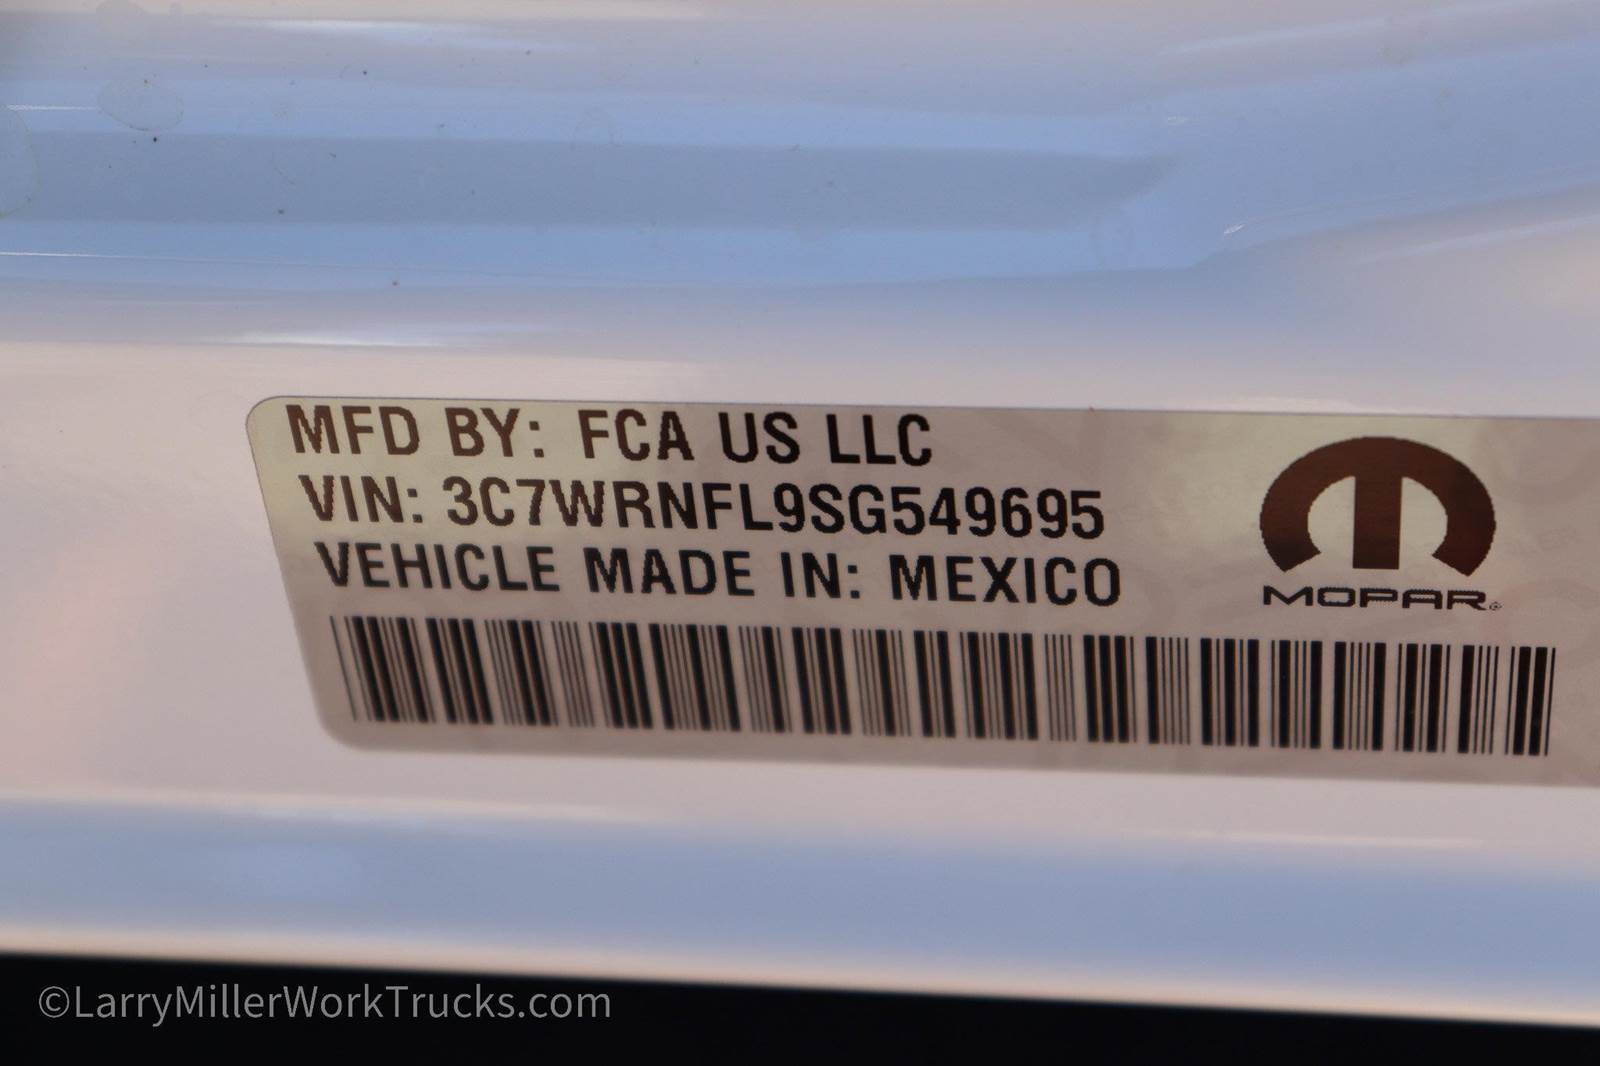 MFD BY: FCA US LLC
VIN: 3C7WRNFL9SG549695
VEHICLE MADE IN: MEXICO
MOPAR®
©LarryMillerWorkTrucks.com